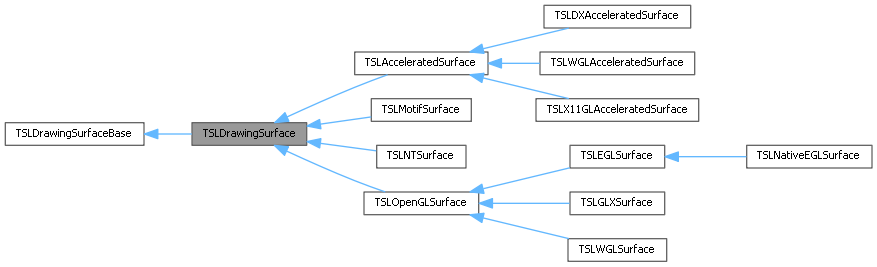 TSLDrawingSurfaceBase
TSLDrawingSurface
TSLAcceleratedSurface
TSLDXAcceleratedSurface
TSLWGLAcceleratedSurface
TSLX11GLAcceleratedSurface
TSLMotifSurface
TSLNTSurface
TSLOpenGLSurface
TSLEGLSurface
TSLNativeEGLSurface
TSLGLXSurface
TSLWGLSurface